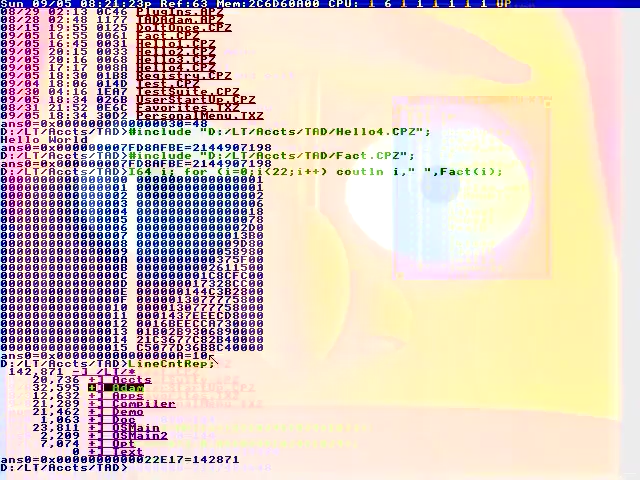 Sun 09/05 08:21:23p Ref:63 Mem:2C6D60A00 CPU: 1 6 1 1 1 1 1 1 UP
08/29 02:13 0C46 PlugIns.APZ
08/28 02:48 1177 TADAdam.APZ
08/15 19:55 0125 DoItOnce.CPZ
09/05 16:55 0061 Fact.CPZ
09/05 16:45 0031 Hello1.CPZ
09/05 20:15 0033 Hello2.CPZ
09/05 20:16 0068 Hello3.CPZ
09/05 17:17 008A Hello4.CPZ
09/05 18:30 01B8 Registry.CPZ
09/04 18:06 014D Test.CPZ
08/30 04:16 1EA7 TestSuite.CPZ
09/05 18:34 026B UserStartUp.CPZ
08/31 21:52 0E6C Favorites.TXZ
09/05 18:34 30D2 PersonalMenu.TXZ
ans0=0x0000000000000030=48
D:/LT/Accts/TAD>#include "D:/LT/Accts/TAD/Hello4.CPZ";
Hello World
ans0=0x000000007FD8AFBE=2144907198
D:/LT/Accts/TAD>#include "D:/LT/Accts/TAD/Fact.CPZ";
ans0=0x000000007FD8AFBE=2144907198
D:/LT/Accts/TAD>I64 i; for (i=0;i<22;i++) coutln i," ",Fact(i);
0000000000000000 0000000000000001
0000000000000001 0000000000000001
0000000000000002 0000000000000002
0000000000000003 0000000000000006
0000000000000004 0000000000000018
0000000000000005 0000000000000078
0000000000000006 00000000000002D0
0000000000000007 00000000000013B0
0000000000000008 0000000000009D80
0000000000000009 0000000000058980
000000000000000A 0000000000375F00
000000000000000B 0000000002611500
000000000000000C 000000001C8CFC00
000000000000000D 000000017328CC00
000000000000000E 000000144C3B2800
000000000000000F 0000013077775800
0000000000000010 0000130777758000
0000000000000011 0001437EEECD8000
0000000000000012 0016BEECCA730000
0000000000000013 01B02B9306890000
0000000000000014 21C3677C82B40000
0000000000000015 C5077D36B8C40000
ans0=0x000000000000000A=10
D:/LT/Accts/TAD>LineCntRep;
142,871 -] /LT/*
20,736 +] Accts
32,595 +] Adam
12,632 +] Apps
21,289 +] Compiler
21,462 +] Demo
1,063 +] Doc
23,811 +] OSMain
2,209 +] OSMain2
7,074 +] Opt
0 +] Text
ans0=0x0000000000022E17=142871
D:/LT/Accts/TAD>